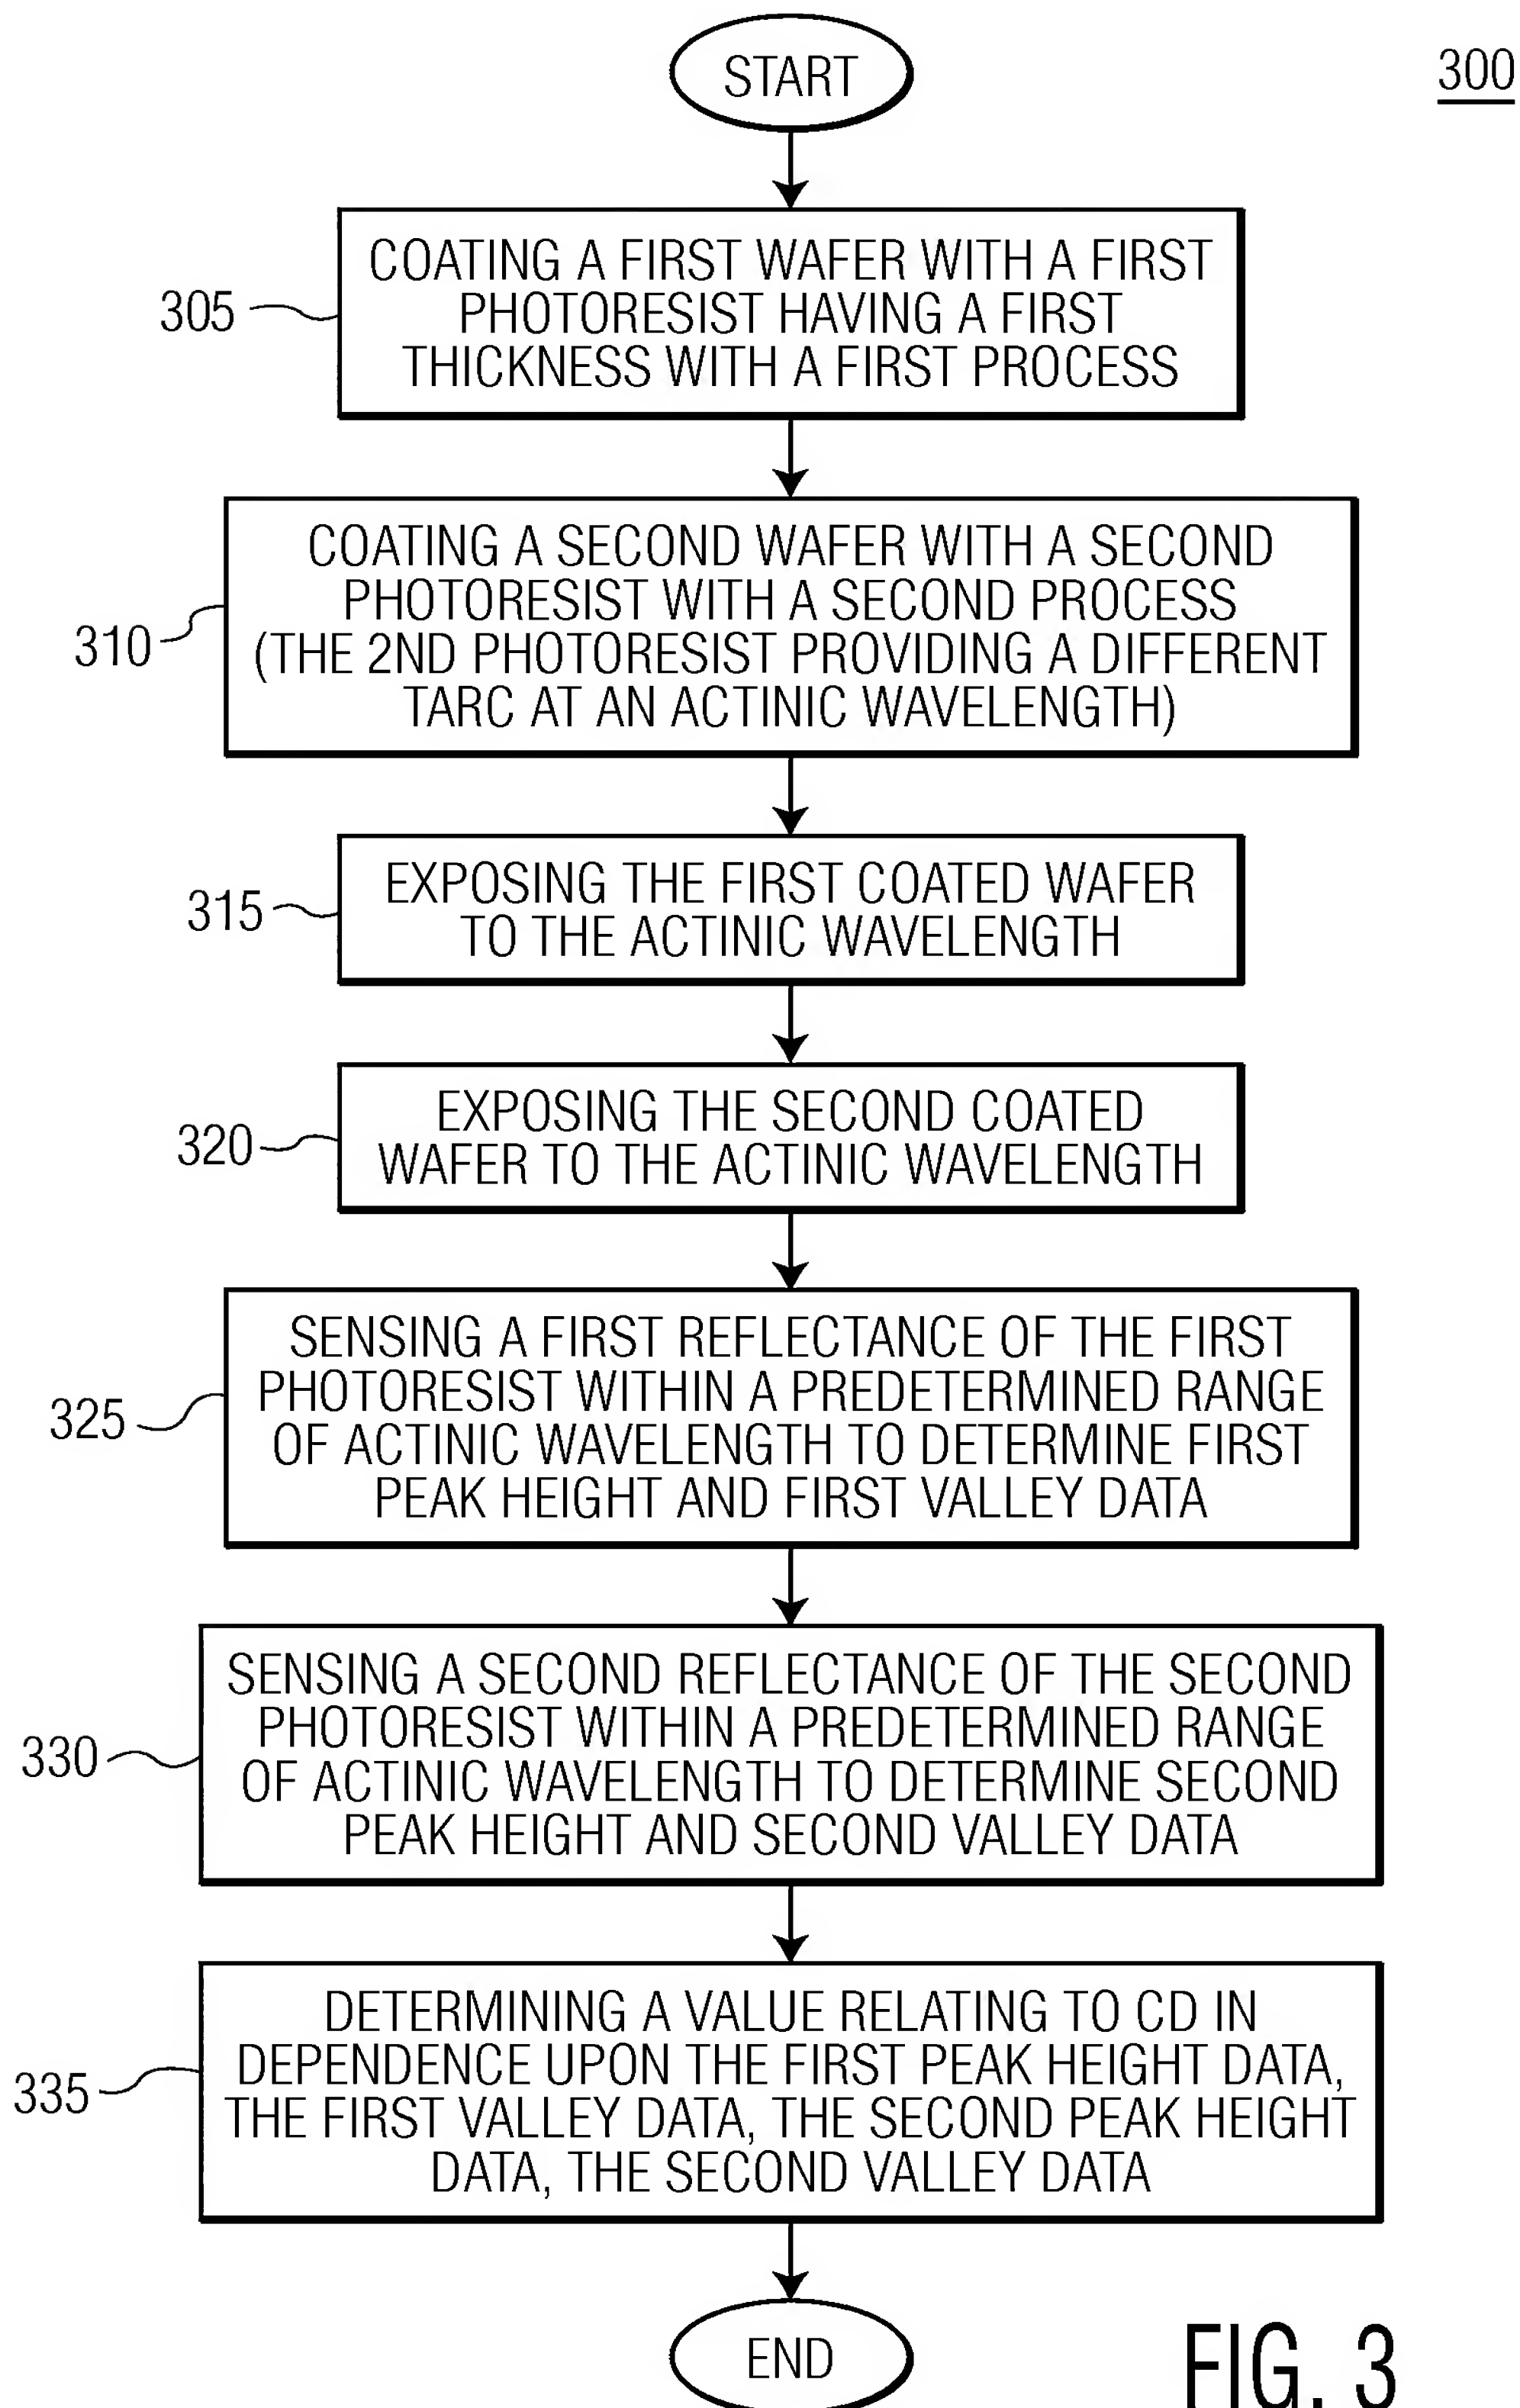 START
300
305
COATING A FIRST WAFER WITH A FIRST
PHOTORESIST HAVING A FIRST
THICKNESS WITH A FIRST PROCESS
310
COATING A SECOND WAFER WITH A SECOND
PHOTORESIST WITH A SECOND PROCESS
(THE 2ND PHOTORESIST PROVIDING A DIFFERENT
TARC AT AN ACTINIC WAVELENGTH)
315
EXPOSING THE FIRST COATED WAFER
TO THE ACTINIC WAVELENGTH
320
EXPOSING THE SECOND COATED
WAFER TO THE ACTINIC WAVELENGTH
325
SENSING A FIRST REFLECTANCE OF THE FIRST
PHOTORESIST WITHIN A PREDETERMINED RANGE
OF ACTINIC WAVELENGTH TO DETERMINE FIRST
PEAK HEIGHT AND FIRST VALLEY DATA
330
SENSING A SECOND REFLECTANCE OF THE SECOND
PHOTORESIST WITHIN A PREDETERMINED RANGE
OF ACTINIC WAVELENGTH TO DETERMINE SECOND
PEAK HEIGHT AND SECOND VALLEY DATA
335
DETERMINING A VALUE RELATING TO CD IN
DEPENDENCE UPON THE FIRST PEAK HEIGHT DATA,
THE FIRST VALLEY DATA, THE SECOND PEAK HEIGHT
DATA, THE SECOND VALLEY DATA
END
FIG. 3